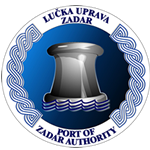 LUČKA UPRAVA
ZADAR
PORT OF
ZADAR AUTHORITY